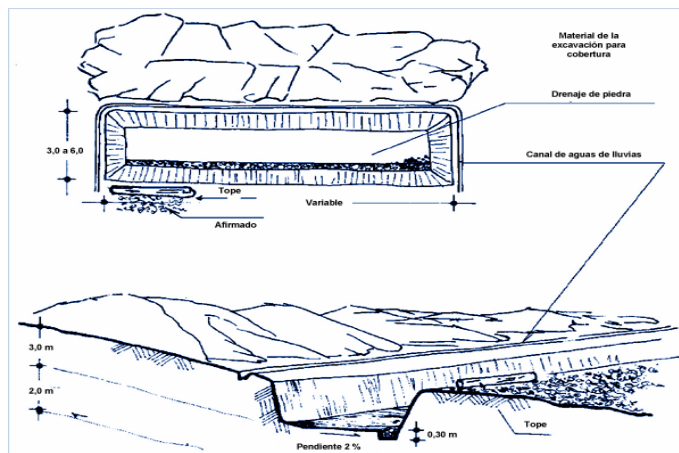 Material de la
excavación para
cobertura
Drenaje de piedra
3,0 a 6,0
Canal de aguas de lluvias
Tope
Variable
Afirmado
3,0 m
2,0 m
0,30 m
Tope
Pendiente 2 %